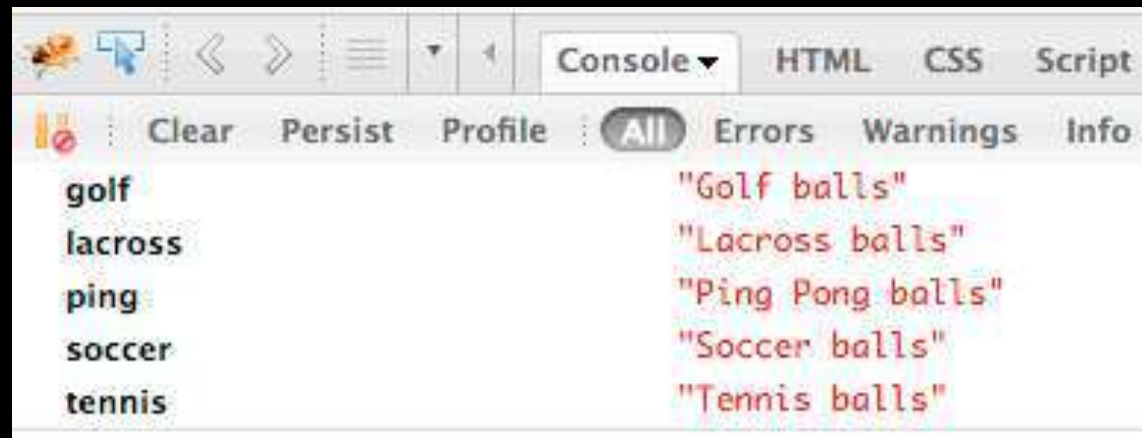 Console HTML CSS Script
Clear Persist Profile All Errors Warnings Info
golf "Golf balls"
lacross "Lacross balls"
ping "Ping Pong balls"
soccer "Soccer balls"
tennis "Tennis balls"